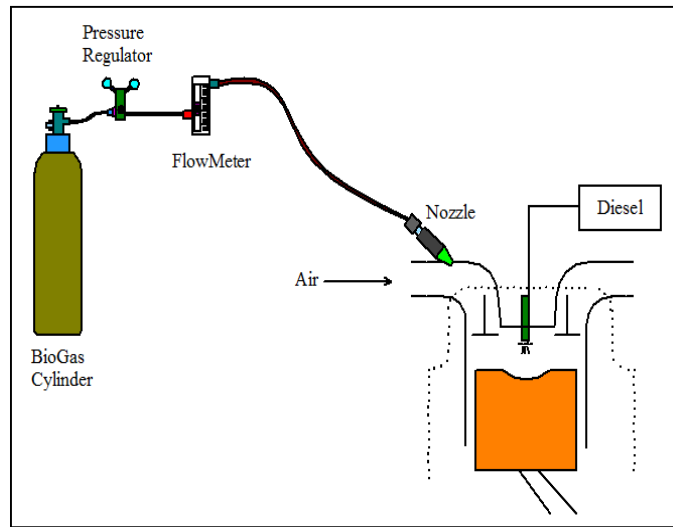 Pressure
Regulator
FlowMeter
Nozzle
Diesel
Air
BioGas
Cylinder